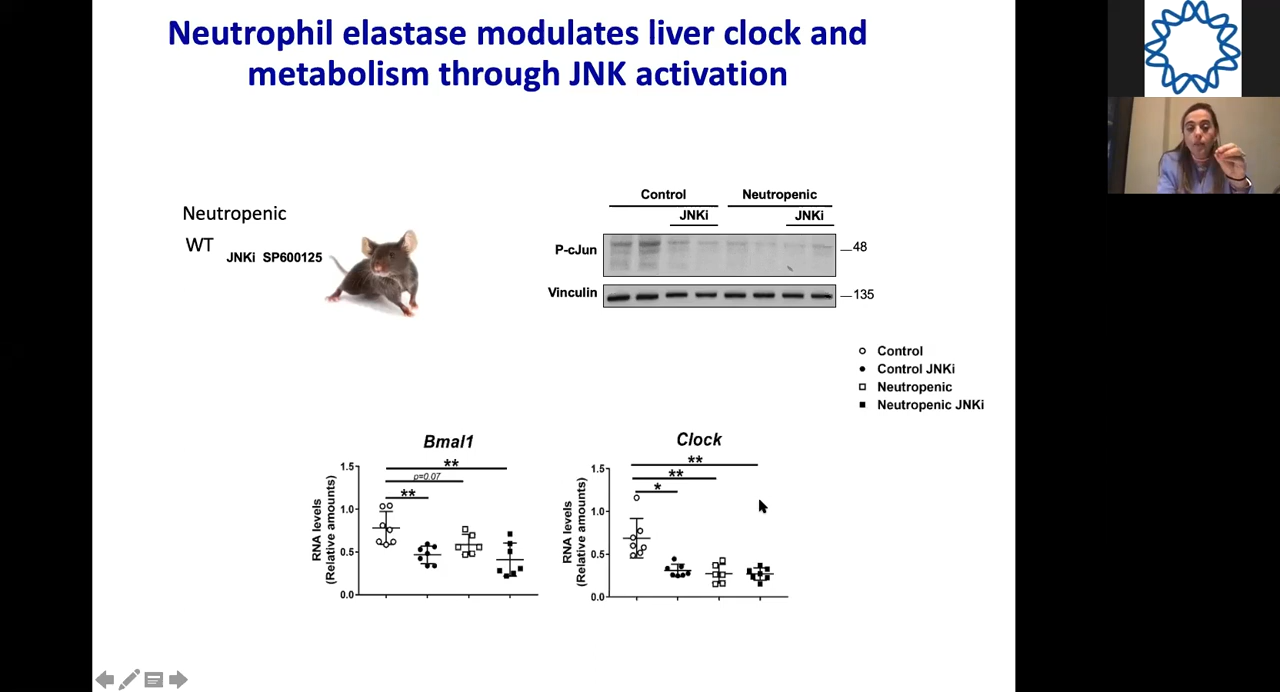 Neutrophil elastase modulates liver clock and
metabolism through JNK activation
Neutropenic
WT
JNKi SP600125
Control Neutropenic
JNKi JNKi
P-cJun 48
Vinculin 135
Control
Control JNKi
Neutropenic
Neutropenic JNKi
Bmal1
**
p=0.07
**
RNA levels
(Relative amounts)
1.5
1.0
0.5
0.0
Clock
**
**
*
RNA levels
(Relative amounts)
1.5
1.0
0.5
0.0